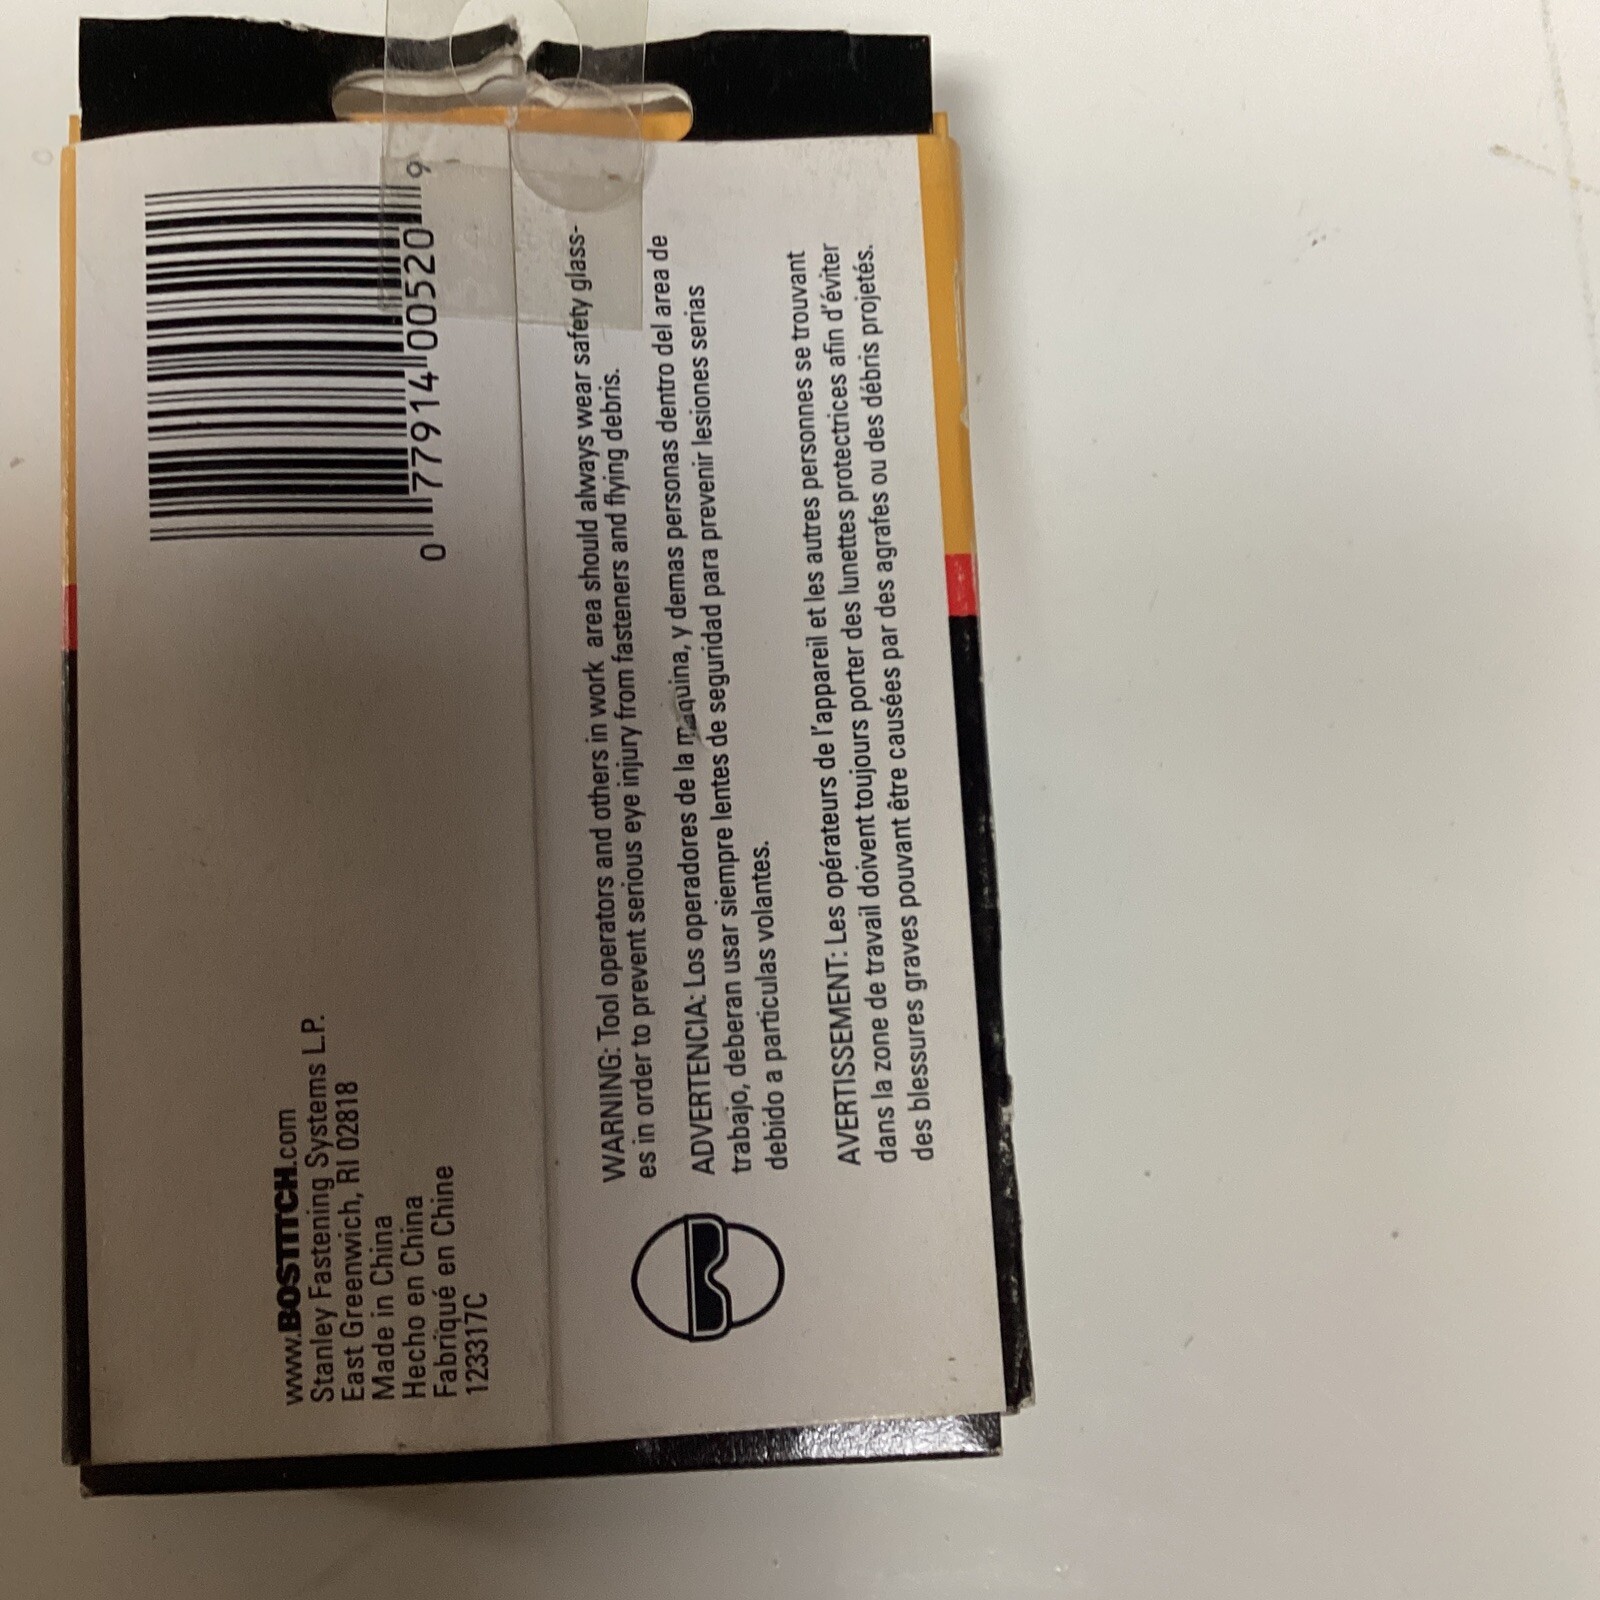 www.BOSTITCH.com
Stanley Fastening Systems L.P.
East Greenwich, RI 02818
Made in China
Hecho en China
Fabriqué en Chine
123317C
0 77914 00520 9
WARNING: Tool operators and others in work area should always wear safety glass-
es in order to prevent serious eye injury from fasteners and flying debris.
ADVERTENCIA: Los operadores de la maquina, y demas personas dentro del area de
trabajo, deberan usar siempre lentes de seguridad para prevenir lesiones serias
debido a particulas volantes.
AVERTISSEMENT: Les opérateurs de l'appareil et les autres personnes se trouvant
dans la zone de travail doivent toujours porter des lunettes protectrices afin d'éviter
des blessures graves pouvant être causées par des agrafes ou des débris projetés.